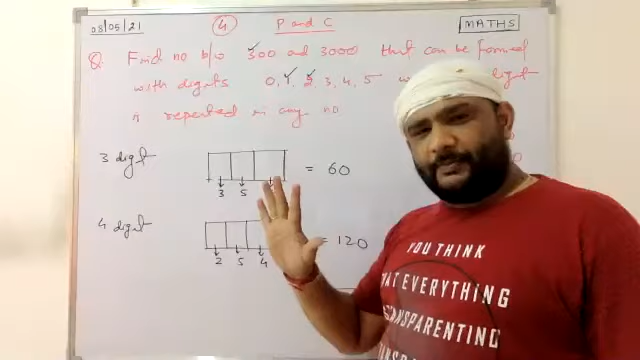 08/05/21 4 P and C MATHS
Q. Find no b/w 300 and 3000 that can be formed
with digits 0, 1, 2, 3, 4, 5 digit
is repeated in any no
3 digit = 60
3 5
4 digit = 120
2 5 4
YOU THINK
EVERYTHING
TRANSPARENTING